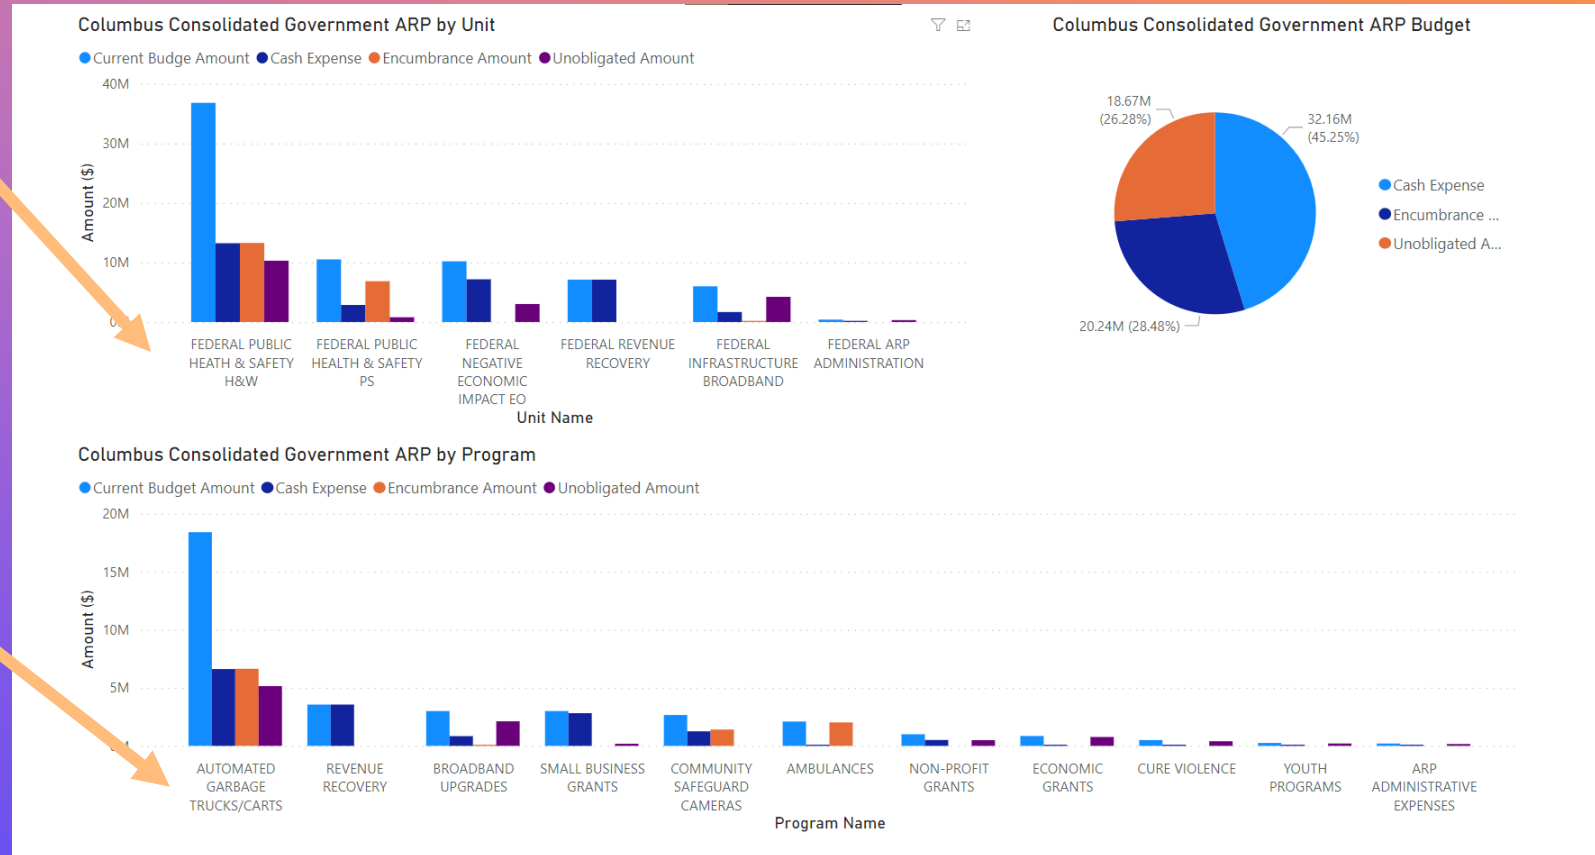 Columbus Consolidated Government ARP by Unit
Current Budge Amount Cash Expense Encumbrance Amount Unobligated Amount
40M
30M
20M
10M
Amount ($)
FEDERAL PUBLIC
HEATH & SAFETY
H&W
FEDERAL PUBLIC
HEALTH & SAFETY
PS
FEDERAL
NEGATIVE
ECONOMIC
IMPACT EO
FEDERAL REVENUE
RECOVERY
FEDERAL
INFRASTRUCTURE
BROADBAND
FEDERAL ARP
ADMINISTRATION
Unit Name
Columbus Consolidated Government ARP Budget
18.67M
(26.28%)
32.16M
(45.25%)
20.24M (28.48%)
Cash Expense
Encumbrance ...
Unobligated A...
Columbus Consolidated Government ARP by Program
Current Budget Amount Cash Expense Encumbrance Amount Unobligated Amount
20M
15M
10M
5M
Amount ($)
AUTOMATED
GARBAGE
TRUCKS/CARTS
REVENUE
RECOVERY
BROADBAND
UPGRADES
SMALL BUSINESS
GRANTS
COMMUNITY
SAFEGUARD
CAMERAS
AMBULANCES
NON-PROFIT
GRANTS
ECONOMIC
GRANTS
CURE VIOLENCE
YOUTH
PROGRAMS
ARP
ADMINISTRATIVE
EXPENSES
Program Name